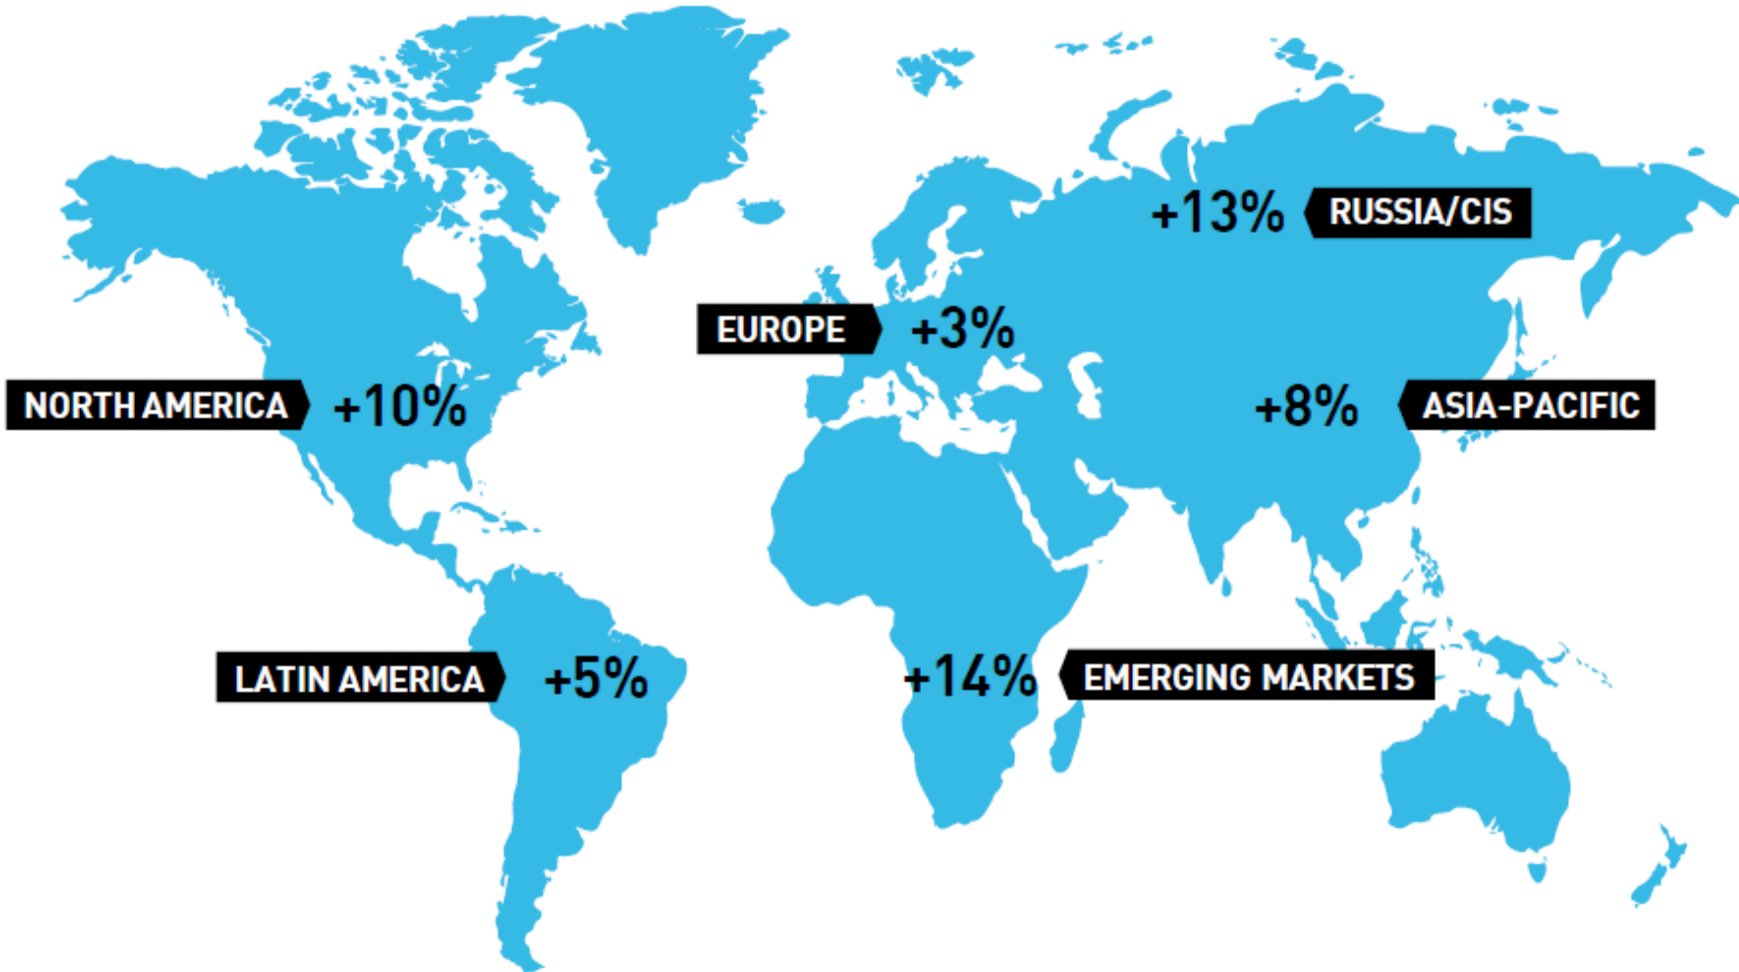 +13% RUSSIA/CIS
EUROPE +3%
NORTH AMERICA +10%
+8% ASIA-PACIFIC
LATIN AMERICA +5%
+14% EMERGING MARKETS